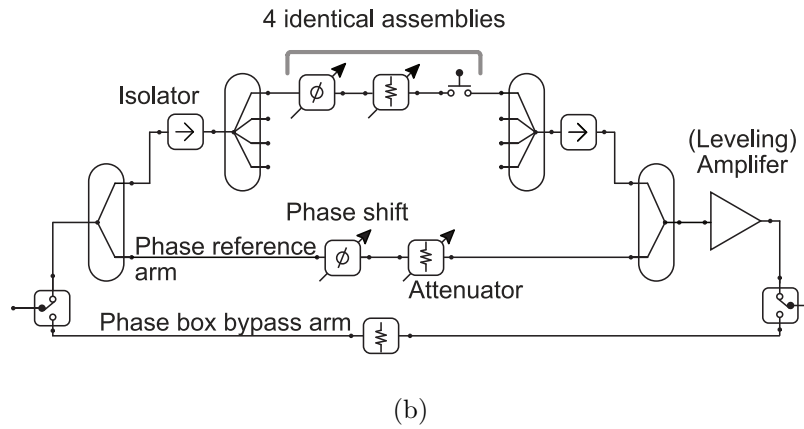 4 identical assemblies
Isolator
(Leveling)
Amplifer
ϕ
Phase shift
Phase reference
arm
ϕ
Attenuator
Phase box bypass arm
(b)